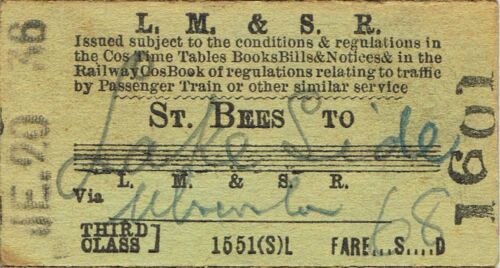 L. M. & S. R.
Issued subject to the conditions & regulations in
the Cos Time Tables Books Bills & Notices & in the
Railway Cos Book of regulations relating to traffic
by Passenger Train or other similar service
ST. BEES TO
Lake Side
L. M. & S. R.
Via Ulverston
THIRD
CLASS] 1551(S)L FARE...S....D
6 8
1601